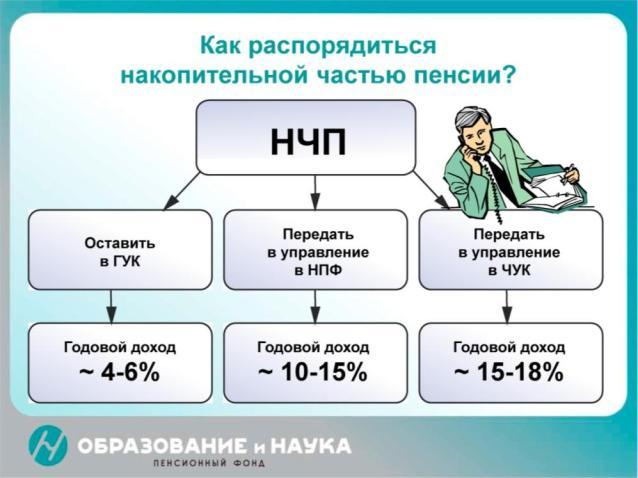 Как распорядиться
накопительной частью пенсии?
НЧП
Оставить
в ГУК
Передать
в управление
в НПФ
Передать
в управление
в ЧУК
Годовой доход
~ 4-6%
Годовой доход
~ 10-15%
Годовой доход
~ 15-18%
ОБРАЗОВАНИЕ и НАУКА
ПЕНСИОННЫЙ ФОНД